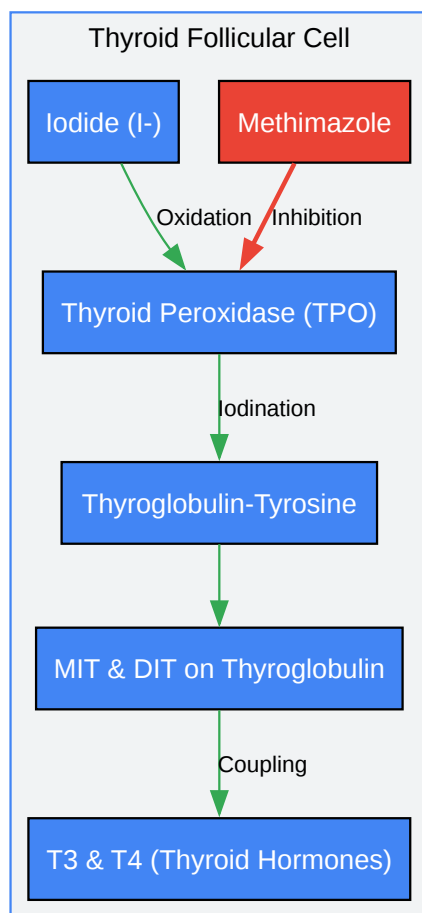 Thyroid Follicular Cell
Iodide (I-)
Methimazole
Oxidation
Inhibition
Thyroid Peroxidase (TPO)
Iodination
Thyroglobulin-Tyrosine
MIT & DIT on Thyroglobulin
Coupling
T3 & T4 (Thyroid Hormones)